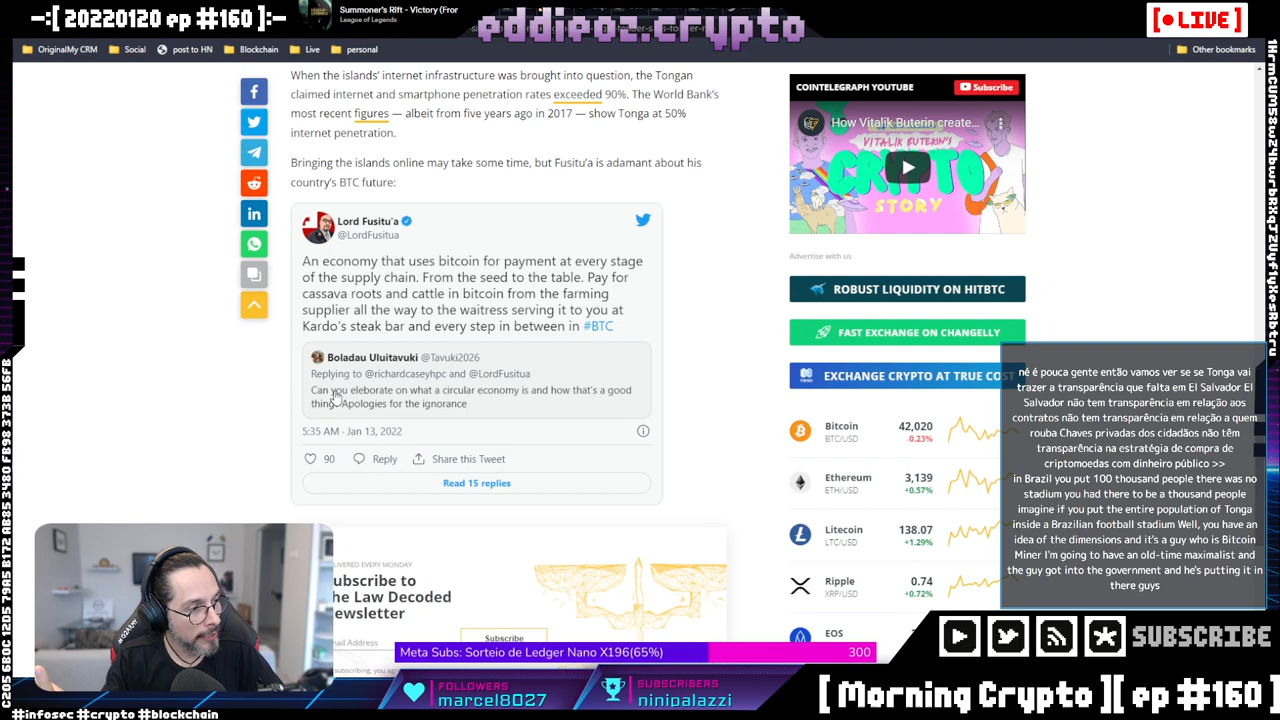 -:[ 20220120 ep #160 ]:-
Summoner's Rift - Victory (For
League of Legends
eddieoz.crypto
[ • LIVE ]
OriginalMy CRM
Social
post to HN
Blockchain
Live
personal
Other bookmarks
When the islands' internet infrastructure was brought into question, the Tongan
claimed internet and smartphone penetration rates exceeded 90%. The World Bank's
most recent figures — albeit from five years ago in 2017 — show Tonga at 50%
internet penetration.
Bringing the islands online may take some time, but Fusitu'a is adamant about his
country's BTC future:
Lord Fusitu'a
@LordFusitua
An economy that uses bitcoin for payment at every stage
of the supply chain. From the seed to the table. Pay for
cassava roots and cattle in bitcoin from the farming
supplier all the way to the waitress serving it to you at
Kardo's steak bar and every step in between in #BTC
Boladau Uluitavuki @Tavuki2026
Replying to @richardcaseyhpc and @LordFusitua
Can you eleborate on what a circular economy is and how that's a good
thing. Apologies for the ignorance
5:35 AM · Jan 13, 2022
90 Reply Share this Tweet
Read 15 replies
COINTELEGRAPH YOUTUBE
Subscribe
How Vitalik Buterin create...
VITALIK BUTERIN'S
CRYPTO
STORY
Advertise with us
ROBUST LIQUIDITY ON HITBTC
FAST EXCHANGE ON CHANGELLY
EXCHANGE CRYPTO AT TRUE COST
Bitcoin 42,020
BTC/USD -0.23%
Ethereum 3,139
ETH/USD +0.57%
Litecoin 138.07
LTC/USD +1.29%
Ripple 0.74
XRP/USD +0.72%
EOS
né é pouca gente então vamos ver se se Tonga vai
trazer a transparência que falta em El Salvador El
Salvador não tem transparência em relação aos
contratos não tem transparência em relação a quem
rouba Chaves privadas dos cidadãos não têm
transparência na estratégia de compra de
criptomoedas com dinheiro público >>
in Brazil you put 100 thousand people there was no
stadium you had there to be a thousand people
imagine if you put the entire population of Tonga
inside a Brazilian football stadium Well, you have an
idea of the dimensions and it's a guy who is Bitcoin
Miner I'm going to have an old-time maximalist and
the guy got into the government and he's putting it in
there guys
LIVERED EVERY MONDAY
ubscribe to
he Law Decoded
ewsletter
mail Address
Subscribe
Meta Subs: Sorteio de Ledger Nano X196(65%)
300
FOLLOWERS
marcel8027
SUBSCRIBERS
ninipalazzi
SUBSCRIBE
[ Morning Crypto ][ ep #160 ]
#infosec #crypto #blockchain